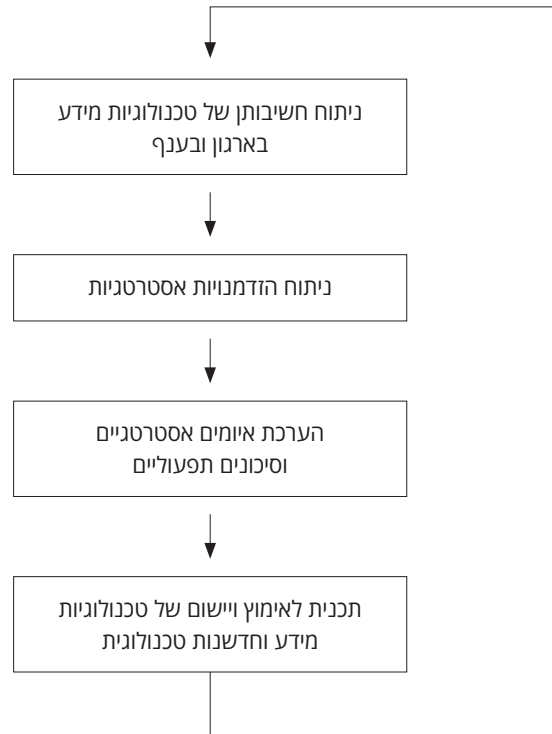 ניתוח חשיבותן של טכנולוגיות מידע
בארגון ובענף
ניתוח הזדמנויות אסטרטגיות
הערכת איומים אסטרטגיים
וסיכונים תפעוליים
תכנית לאימוץ ויישום של טכנולוגיות
מידע וחדשנות טכנולוגית